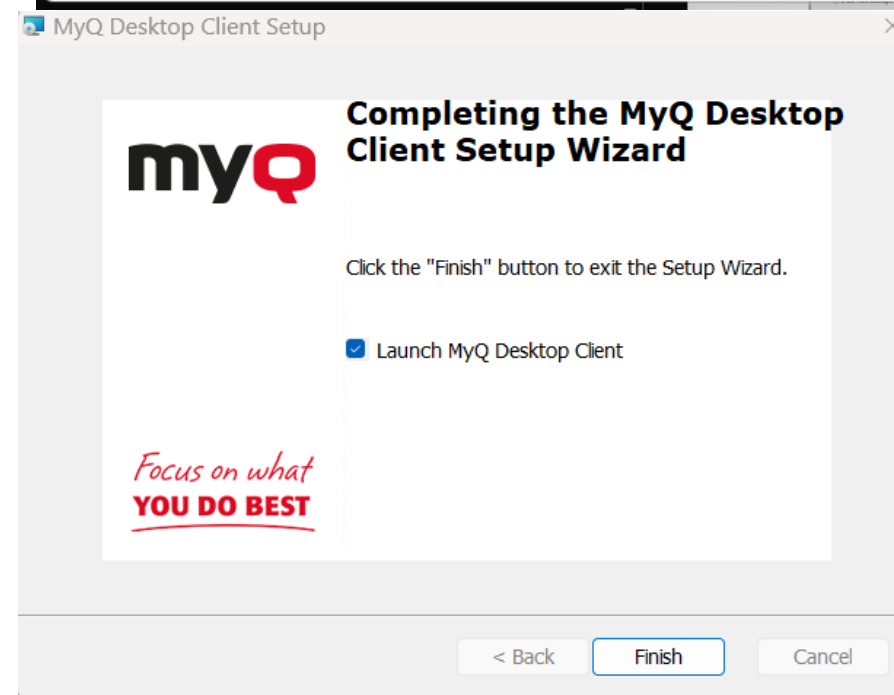 MyQ Desktop Client Setup
myQ
Completing the MyQ Desktop
Client Setup Wizard
Click the "Finish" button to exit the Setup Wizard.
Launch MyQ Desktop Client
Focus on what
YOU DO BEST
< Back
Finish
Cancel